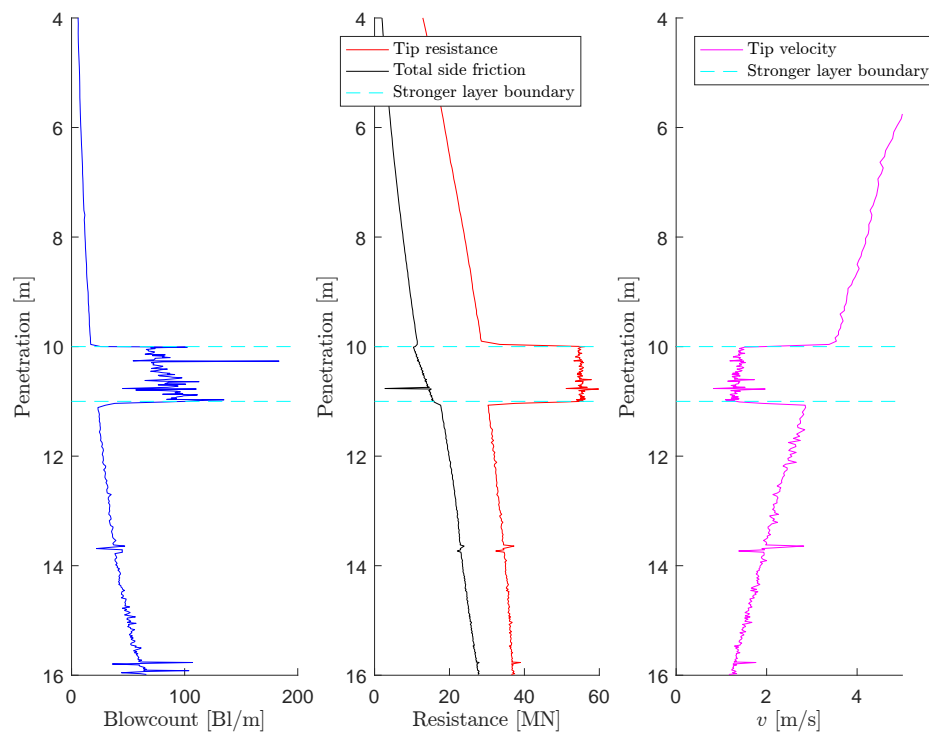 4
6
8
10
12
14
16
0
100
200
Penetration [m]
Blowcount [Bl/m]
Tip resistance
Total side friction
Stronger layer boundary
4
6
8
10
12
14
16
0
20
40
60
Penetration [m]
Resistance [MN]
Tip velocity
Stronger layer boundary
4
6
8
10
12
14
16
0
2
4
Penetration [m]
v [m/s]